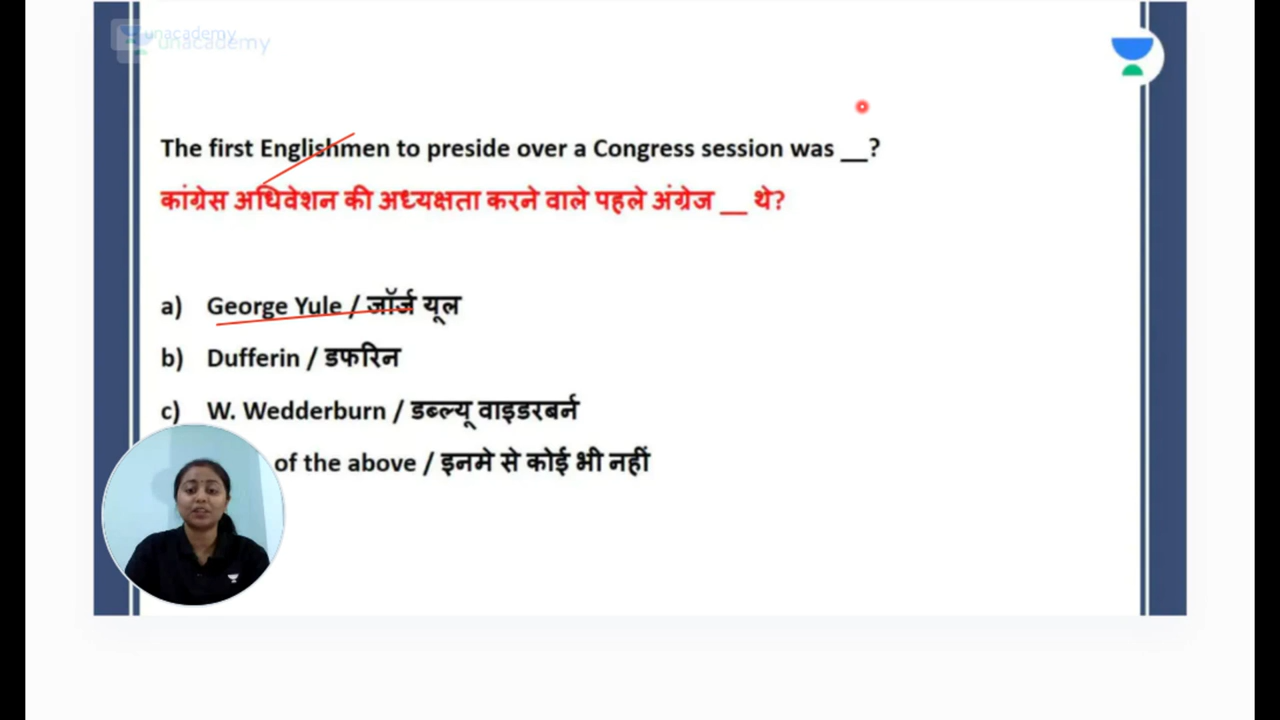 unacademy
unacademy
The first Englishmen to preside over a Congress session was __?
कांग्रेस अधिवेशन की अध्यक्षता करने वाले पहले अंग्रेज __ थे?
a) George Yule / जॉर्ज यूल
b) Dufferin / डफरिन
c) W. Wedderburn / डब्ल्यू वाइडरबर्न
of the above / इनमे से कोई भी नहीं